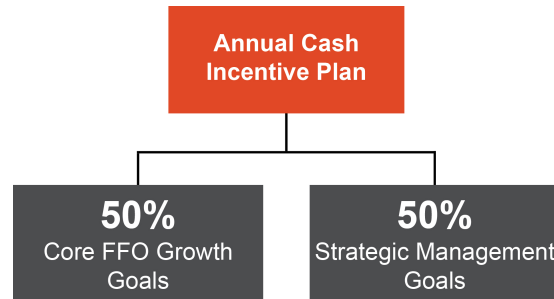 Annual Cash
Incentive Plan
50%
Core FFO Growth
Goals
50%
Strategic Management
Goals